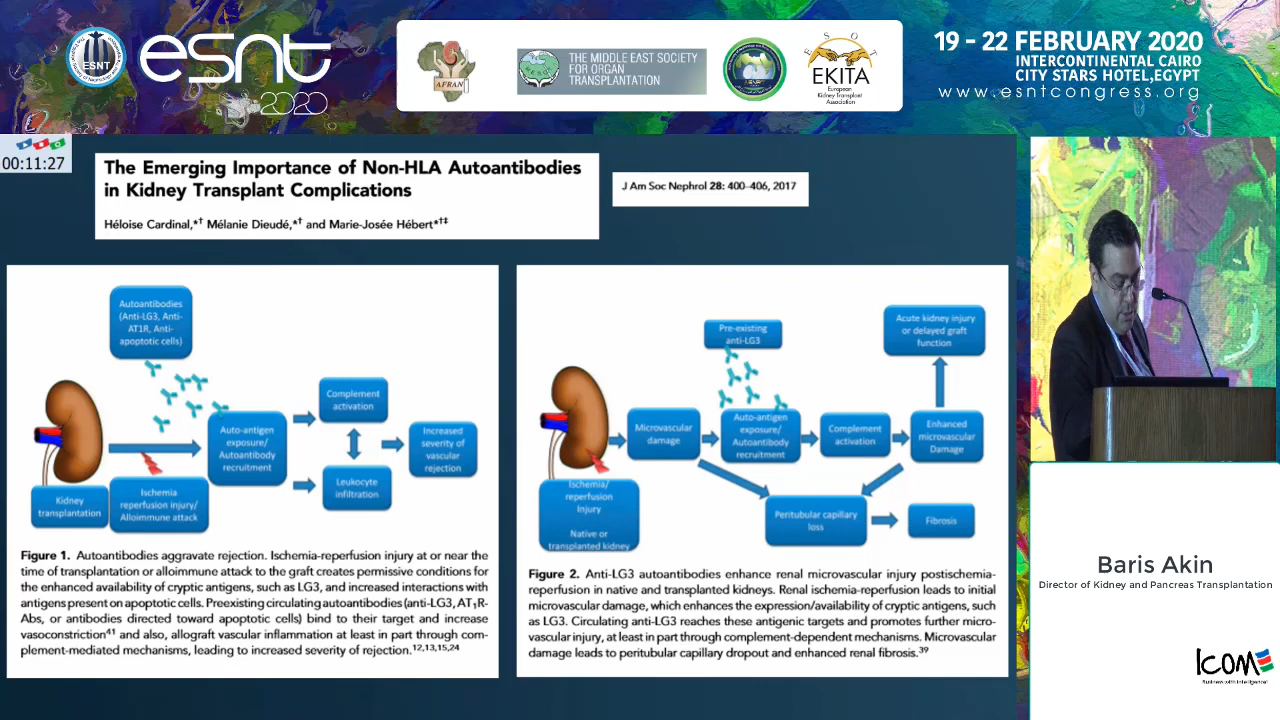 ESNT
esnt
2020
AFRAN
THE MIDDLE EAST SOCIETY
FOR ORGAN
TRANSPLANTATION
E S O T
EKITA
European
Kidney Transplant
Association
19 - 22 FEBRUARY 2020
INTERCONTINENTAL CAIRO
CITY STARS HOTEL,EGYPT
www.esntcongress.org
00:11:27
The Emerging Importance of Non-HLA Autoantibodies
in Kidney Transplant Complications
Héloise Cardinal,*† Mélanie Dieudé,*† and Marie-Josée Hébert*†‡
J Am Soc Nephrol 28: 400–406, 2017
Autoantibodies
(Anti-LG3, Anti-
AT1R, Anti-
apoptotic cells)
Kidney
transplantation
Ischemia
reperfusion injury/
Alloimmune attack
Auto-antigen
exposure/
Autoantibody
recruitment
Complement
activation
Leukocyte
infiltration
Increased
severity of
vascular
rejection
Figure 1. Autoantibodies aggravate rejection. Ischemia-reperfusion injury at or near the
time of transplantation or alloimmune attack to the graft creates permissive conditions for
the enhanced availability of cryptic antigens, such as LG3, and increased interactions with
antigens present on apoptotic cells. Preexisting circulating autoantibodies (anti-LG3, AT₁R-
Abs, or antibodies directed toward apoptotic cells) bind to their target and increase
vasoconstriction⁴¹ and also, allograft vascular inflammation at least in part through com-
plement-mediated mechanisms, leading to increased severity of rejection.¹²,¹³,¹⁵,²⁴
Pre-existing
anti-LG3
Ischemia/
reperfusion
Injury
Native or
transplanted kidney
Microvascular
damage
Auto-antigen
exposure/
Autoantibody
recruitment
Complement
activation
Enhanced
microvascular
Damage
Acute kidney injury
or delayed graft
function
Peritubular capillary
loss
Fibrosis
Figure 2. Anti-LG3 autoantibodies enhance renal microvascular injury postischemia-
reperfusion in native and transplanted kidneys. Renal ischemia-reperfusion leads to initial
microvascular damage, which enhances the expression/availability of cryptic antigens, such
as LG3. Circulating anti-LG3 reaches these antigenic targets and promotes further micro-
vascular injury, at least in part through complement-dependent mechanisms. Microvascular
damage leads to peritubular capillary dropout and enhanced renal fibrosis.³⁹
Baris Akin
Director of Kidney and Pancreas Transplantation
ICOM
Business with Intelligence!